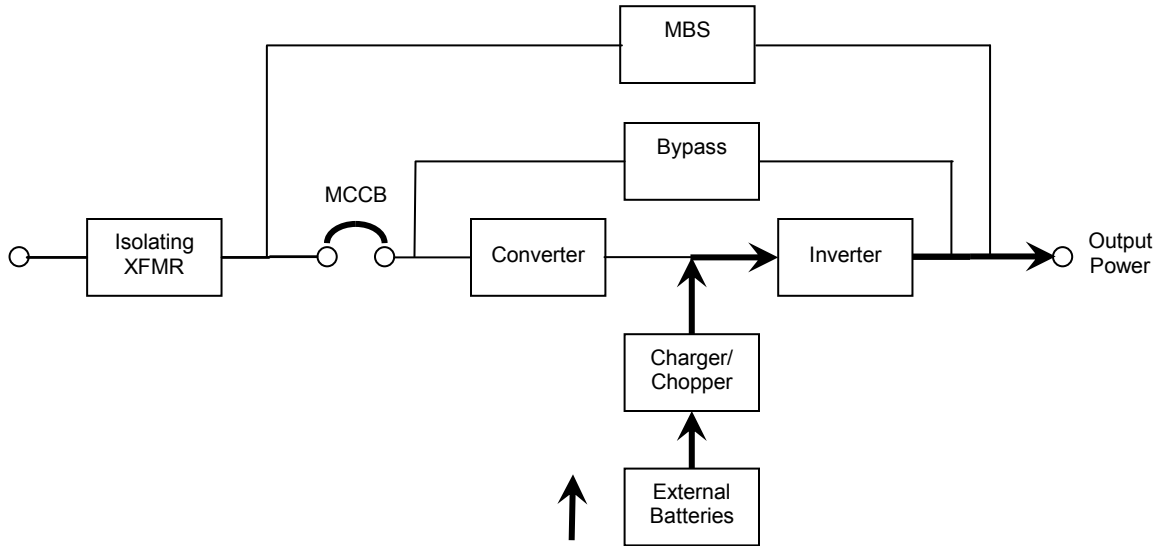 MBS
Bypass
MCCB
Isolating
XFMR
Converter
Inverter
Output
Power
Charger/
Chopper
External
Batteries